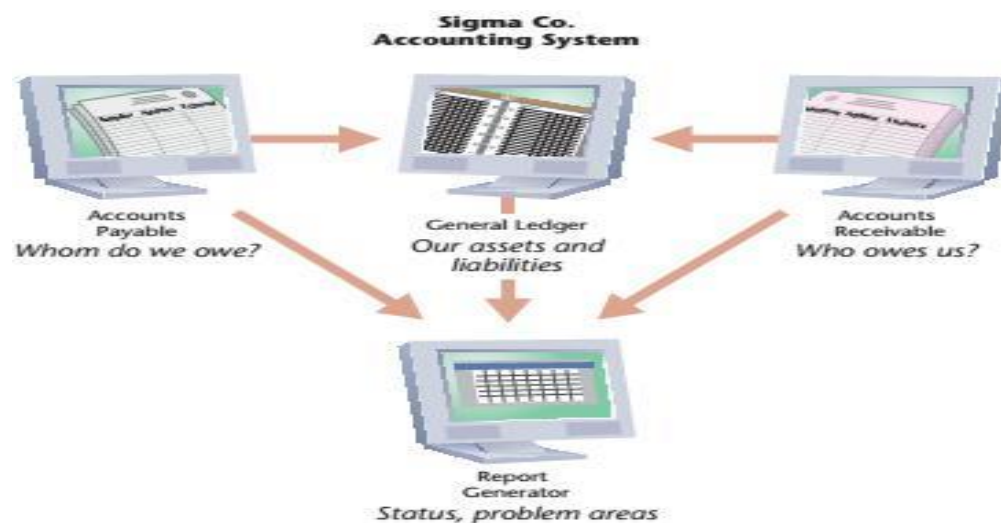 Sigma Co.
Accounting System
Accounts
Payable
Whom do we owe?
General Ledger
Our assets and
liabilities
Accounts
Receivable
Who owes us?
Report
Generator
Status, problem areas